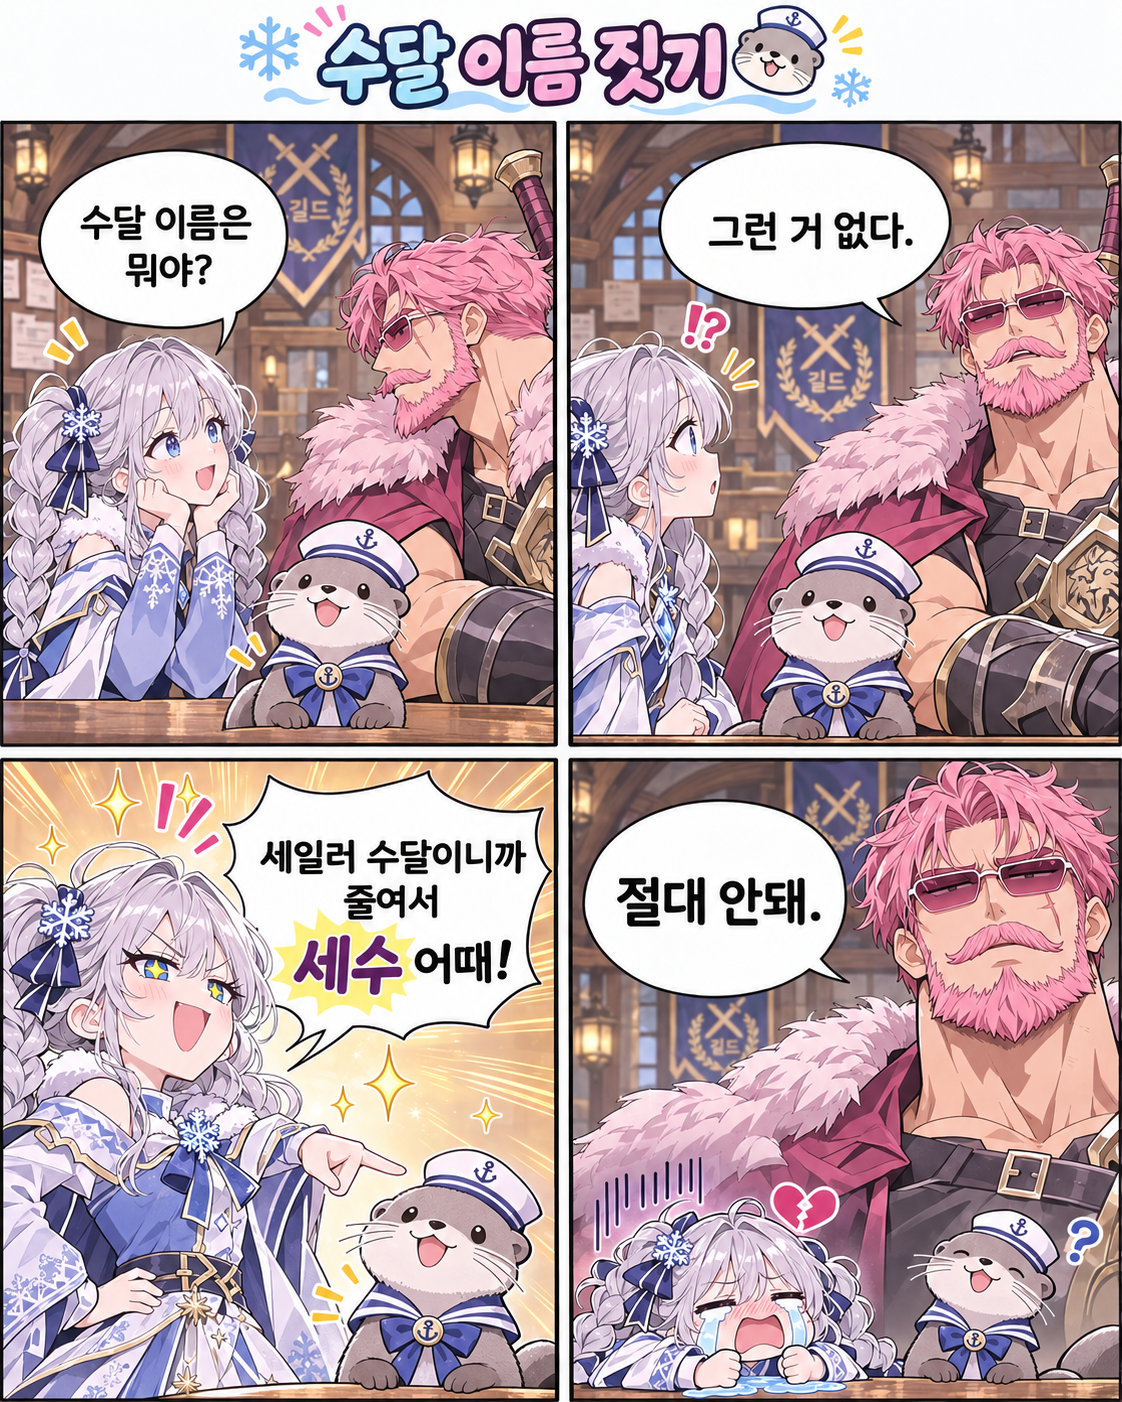 수달 이름 짓기
길드
수달 이름은
뭐야?
길드
그런 거 없다.
!?
세일러 수달이니까
줄여서
세수 어때!
길드
절대 안돼.
?